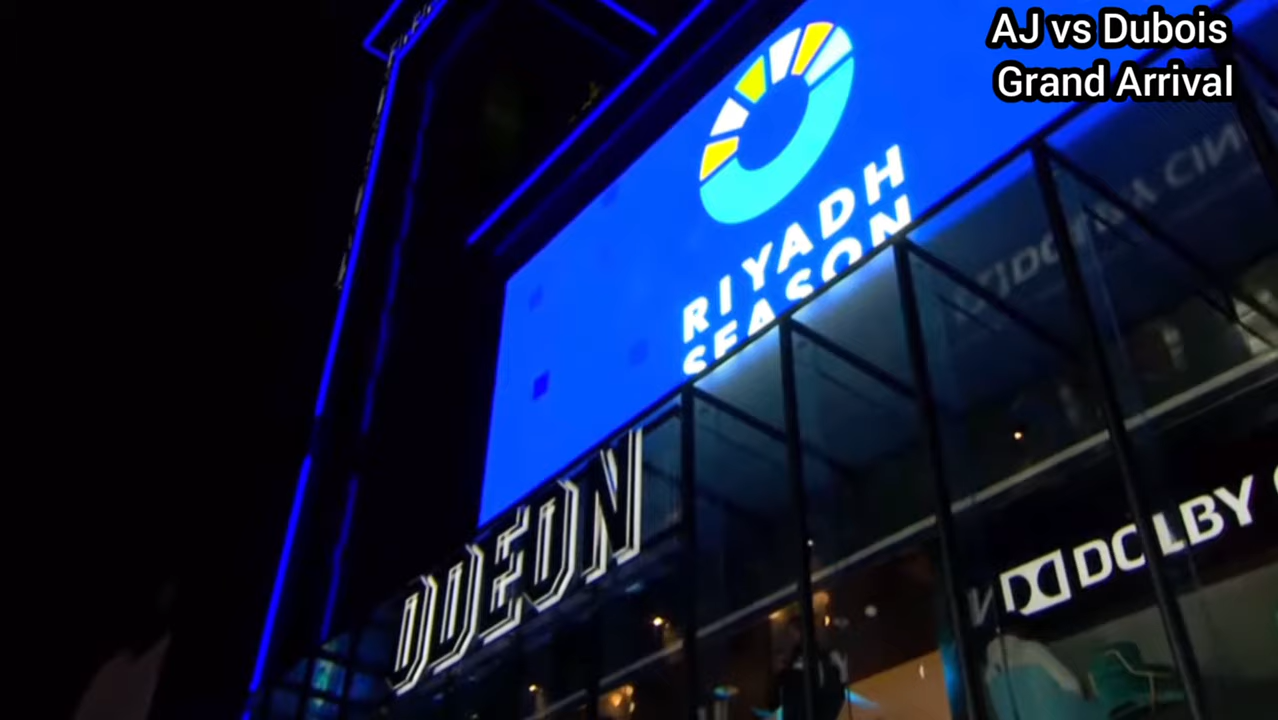 AJ vs Dubois
Grand Arrival
RIYADH
SEASON
ODEON
DOLBY